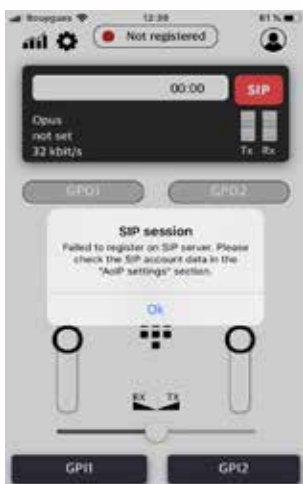 Bouygues 12:39 81 %
Not registered
00:00 SIP
Opus
not set
32 kbit/s Tx Rx
GPO1 GPO2
SIP session
Failed to register on SIP server. Please
check the SIP account data in the
"AoIP settings" section.
Ok
RX TX
GPI1 GPI2